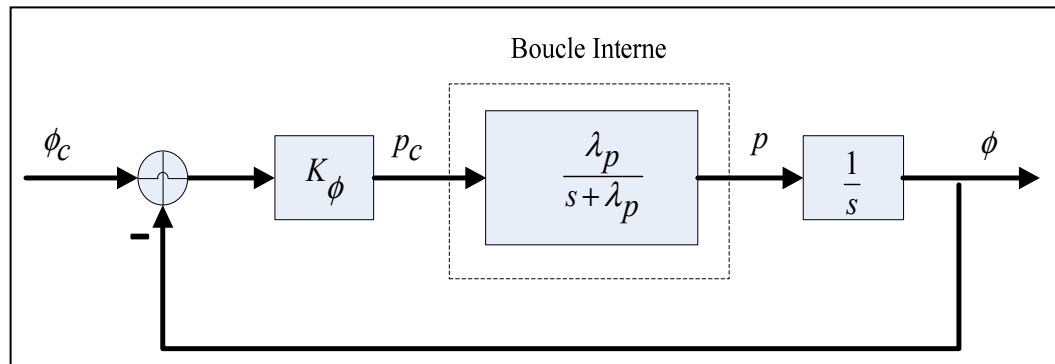 Boucle Interne
ϕc
-
Kϕ
pc
λp
s + λp
p
1
s
ϕ